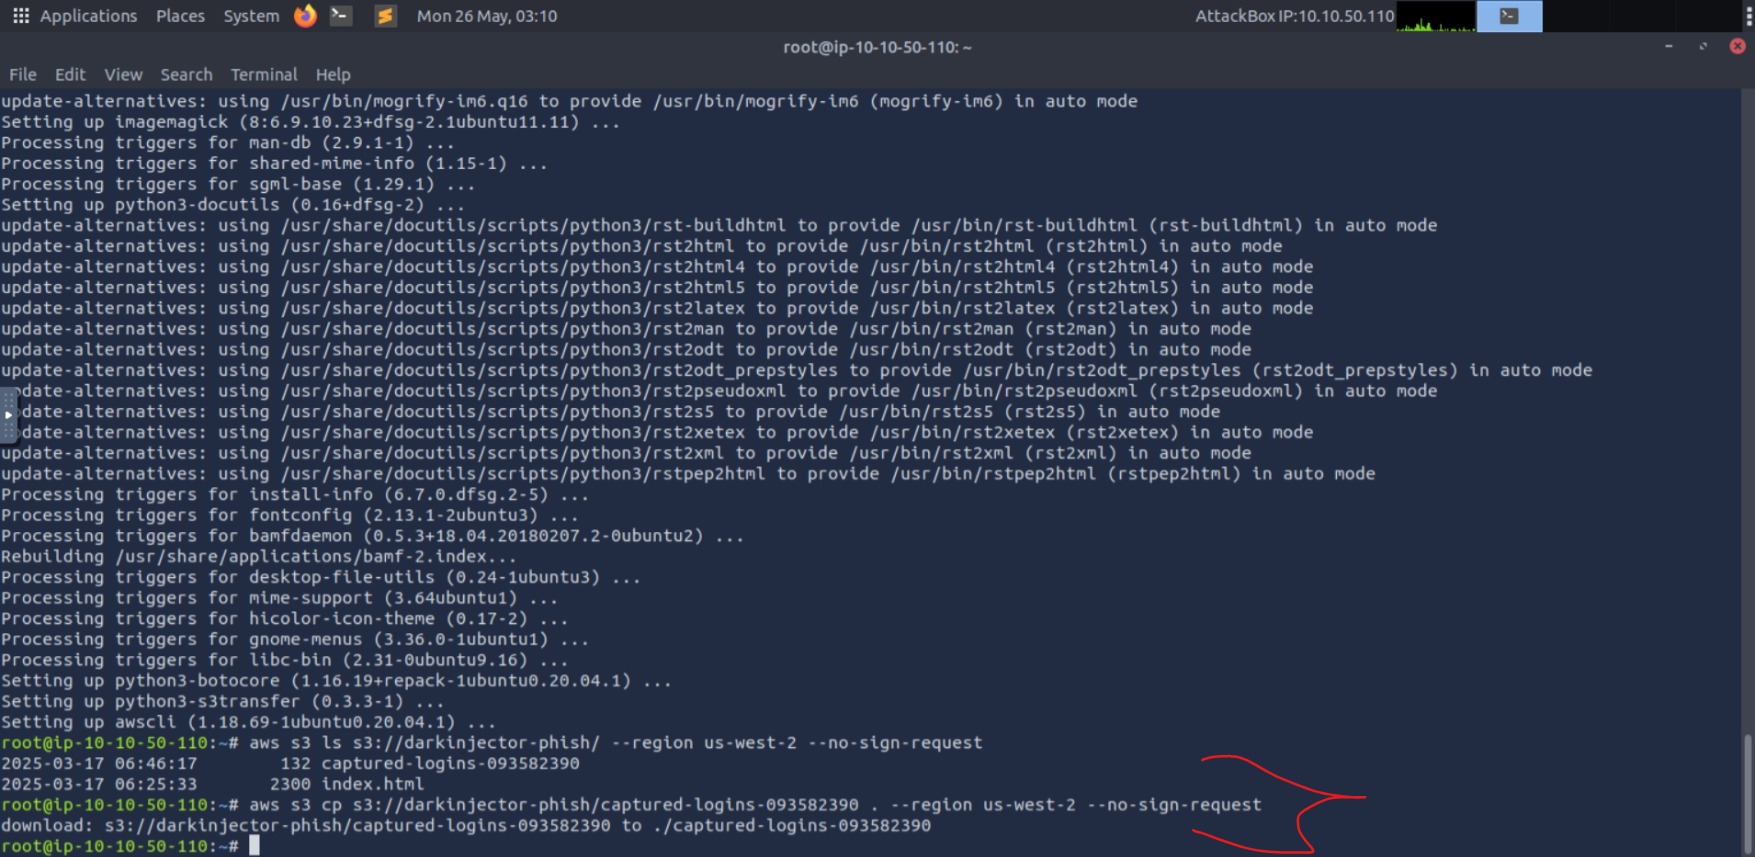 Applications Places System Mon 26 May, 03:10 AttackBox IP:10.10.50.110
root@ip-10-10-50-110: ~
File Edit View Search Terminal Help
update-alternatives: using /usr/bin/mogrify-im6.q16 to provide /usr/bin/mogrify-im6 (mogrify-im6) in auto mode
Setting up imagemagick (8:6.9.10.23+dfsg-2.1ubuntu11.11) ...
Processing triggers for man-db (2.9.1-1) ...
Processing triggers for shared-mime-info (1.15-1) ...
Processing triggers for sgml-base (1.29.1) ...
Setting up python3-docutils (0.16+dfsg-2) ...
update-alternatives: using /usr/share/docutils/scripts/python3/rst-buildhtml to provide /usr/bin/rst-buildhtml (rst-buildhtml) in auto mode
update-alternatives: using /usr/share/docutils/scripts/python3/rst2html to provide /usr/bin/rst2html (rst2html) in auto mode
update-alternatives: using /usr/share/docutils/scripts/python3/rst2html4 to provide /usr/bin/rst2html4 (rst2html4) in auto mode
update-alternatives: using /usr/share/docutils/scripts/python3/rst2html5 to provide /usr/bin/rst2html5 (rst2html5) in auto mode
update-alternatives: using /usr/share/docutils/scripts/python3/rst2latex to provide /usr/bin/rst2latex (rst2latex) in auto mode
update-alternatives: using /usr/share/docutils/scripts/python3/rst2man to provide /usr/bin/rst2man (rst2man) in auto mode
update-alternatives: using /usr/share/docutils/scripts/python3/rst2odt to provide /usr/bin/rst2odt (rst2odt) in auto mode
update-alternatives: using /usr/share/docutils/scripts/python3/rst2odt_prepstyles to provide /usr/bin/rst2odt_prepstyles (rst2odt_prepstyles) in auto mode
pdate-alternatives: using /usr/share/docutils/scripts/python3/rst2pseudoxml to provide /usr/bin/rst2pseudoxml (rst2pseudoxml) in auto mode
pdate-alternatives: using /usr/share/docutils/scripts/python3/rst2s5 to provide /usr/bin/rst2s5 (rst2s5) in auto mode
pdate-alternatives: using /usr/share/docutils/scripts/python3/rst2xetex to provide /usr/bin/rst2xetex (rst2xetex) in auto mode
update-alternatives: using /usr/share/docutils/scripts/python3/rst2xml to provide /usr/bin/rst2xml (rst2xml) in auto mode
update-alternatives: using /usr/share/docutils/scripts/python3/rstpep2html to provide /usr/bin/rstpep2html (rstpep2html) in auto mode
Processing triggers for install-info (6.7.0.dfsg.2-5) ...
Processing triggers for fontconfig (2.13.1-2ubuntu3) ...
Processing triggers for bamfdaemon (0.5.3+18.04.20180207.2-0ubuntu2) ...
Rebuilding /usr/share/applications/bamf-2.index...
Processing triggers for desktop-file-utils (0.24-1ubuntu3) ...
Processing triggers for mime-support (3.64ubuntu1) ...
Processing triggers for hicolor-icon-theme (0.17-2) ...
Processing triggers for gnome-menus (3.36.0-1ubuntu1) ...
Processing triggers for libc-bin (2.31-0ubuntu9.16) ...
Setting up python3-botocore (1.16.19+repack-1ubuntu0.20.04.1) ...
Setting up python3-s3transfer (0.3.3-1) ...
Setting up awscli (1.18.69-1ubuntu0.20.04.1) ...
root@ip-10-10-50-110:~# aws s3 ls s3://darkinjector-phish/ --region us-west-2 --no-sign-request
2025-03-17 06:46:17 132 captured-logins-093582390
2025-03-17 06:25:33 2300 index.html
root@ip-10-10-50-110:~# aws s3 cp s3://darkinjector-phish/captured-logins-093582390 . --region us-west-2 --no-sign-request
download: s3://darkinjector-phish/captured-logins-093582390 to ./captured-logins-093582390
root@ip-10-10-50-110:~#